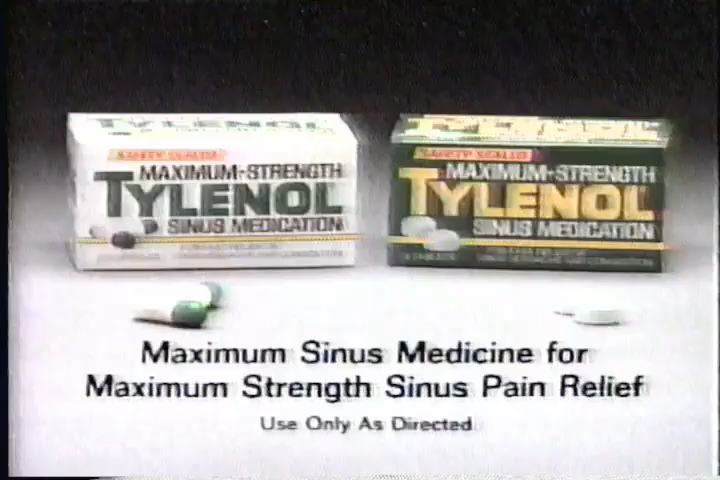 SAFETY SEALED
MAXIMUM-STRENGTH
TYLENOL
SINUS MEDICATION
SAFETY SEALED
MAXIMUM-STRENGTH
TYLENOL
SINUS MEDICATION
Maximum Sinus Medicine for
Maximum Strength Sinus Pain Relief
Use Only As Directed